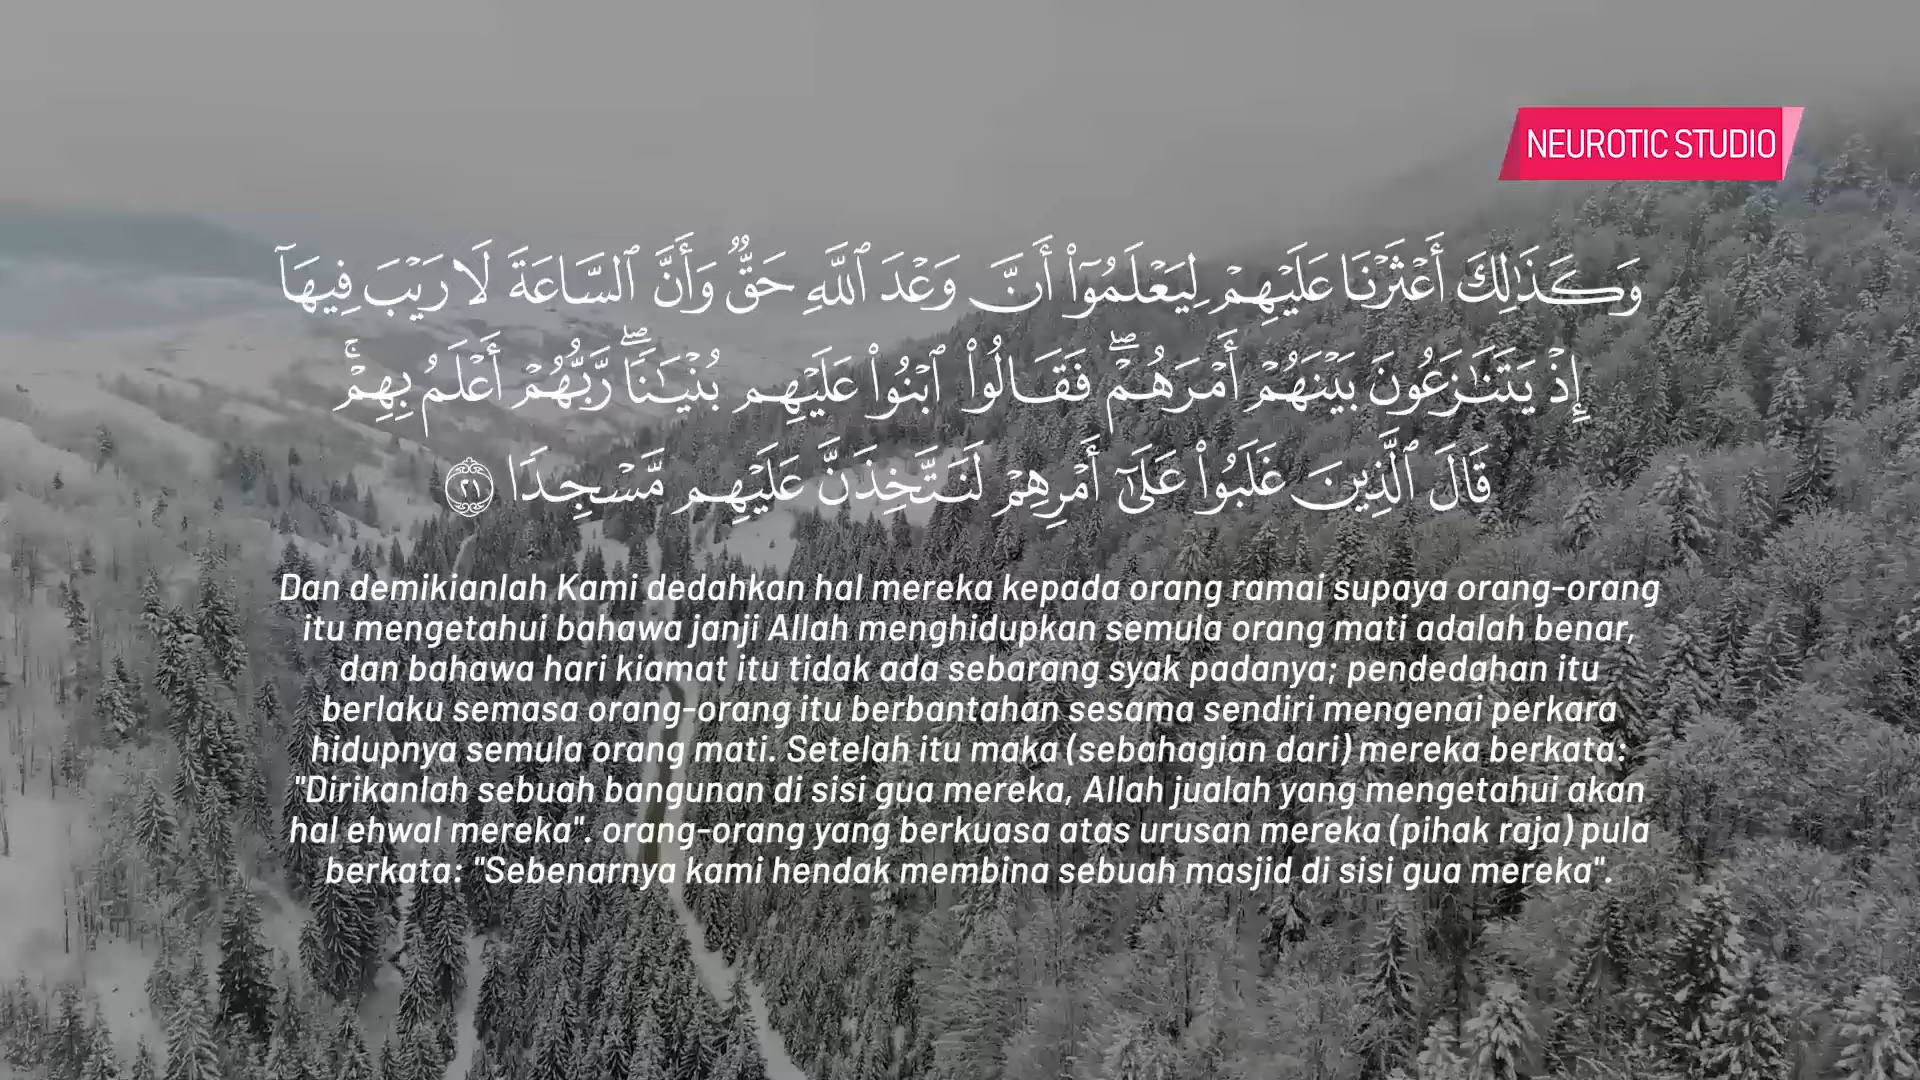 NEUROTIC STUDIO
وَكَذَٰلِكَ أَعْثَرْنَا عَلَيْهِمْ لِيَعْلَمُوٓا۟ أَنَّ وَعْدَ ٱللَّهِ حَقٌّ وَأَنَّ ٱلسَّاعَةَ لَا رَيْبَ فِيهَآ
إِذْ يَتَنَـٰزَعُونَ بَيْنَهُمْ أَمْرَهُمْ ۖ فَقَالُوا۟ ٱبْنُوا۟ عَلَيْهِم بُنْيَـٰنًا ۖ رَّبُّهُمْ أَعْلَمُ بِهِمْ ۚ
قَالَ ٱلَّذِينَ غَلَبُوا۟ عَلَىٰٓ أَمْرِهِمْ لَنَتَّخِذَنَّ عَلَيْهِم مَّسْجِدًا ٢١
Dan demikianlah Kami dedahkan hal mereka kepada orang ramai supaya orang-orang
itu mengetahui bahawa janji Allah menghidupkan semula orang mati adalah benar,
dan bahawa hari kiamat itu tidak ada sebarang syak padanya; pendedahan itu
berlaku semasa orang-orang itu berbantahan sesama sendiri mengenai perkara
hidupnya semula orang mati. Setelah itu maka (sebahagian dari) mereka berkata:
"Dirikanlah sebuah bangunan di sisi gua mereka, Allah jualah yang mengetahui akan
hal ehwal mereka". orang-orang yang berkuasa atas urusan mereka (pihak raja) pula
berkata: "Sebenarnya kami hendak membina sebuah masjid di sisi gua mereka".